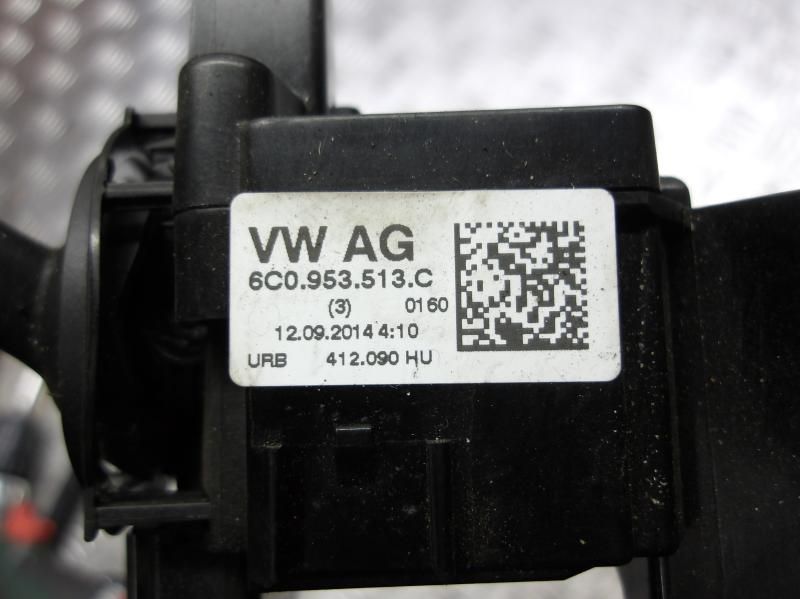 VW AG
6C0.953.513.C
(3) 0160
12.09.2014 4:10
URB 412.090 HU